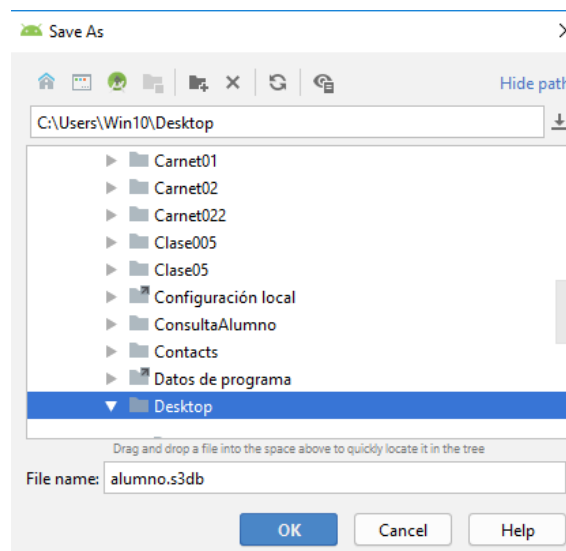 Save As
Hide path
C:\Users\Win10\Desktop
Carnet01
Carnet02
Carnet022
Clase005
Clase05
Configuración local
ConsultaAlumno
Contacts
Datos de programa
Desktop
Drag and drop a file into the space above to quickly locate it in the tree
File name: alumno.s3db
OK Cancel Help